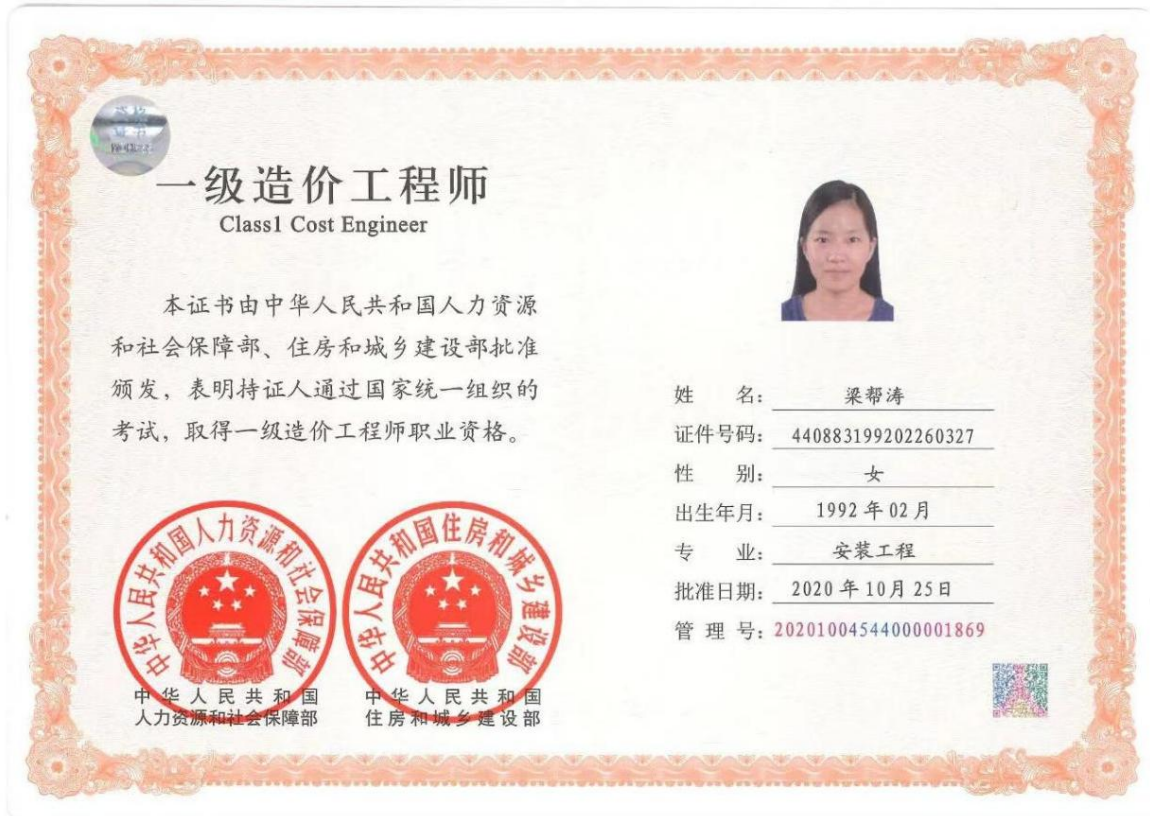 一级造价工程师
Class1 Cost Engineer
本证书由中华人民共和国人力资源
和社会保障部、住房和城乡建设部批准
颁发，表明持证人通过国家统一组织的
考试，取得一级造价工程师职业资格。
中华人民共和国人力资源和社会保障部
中华人民共和国
人力资源和社会保障部
中华人民共和国住房和城乡建设部
中华人民共和国
住房和城乡建设部
姓 名：梁帮涛
证件号码：440883199202260327
性 别：女
出生年月：1992年02月
专 业：安装工程
批准日期：2020年10月25日
管 理 号：20201004544000001869